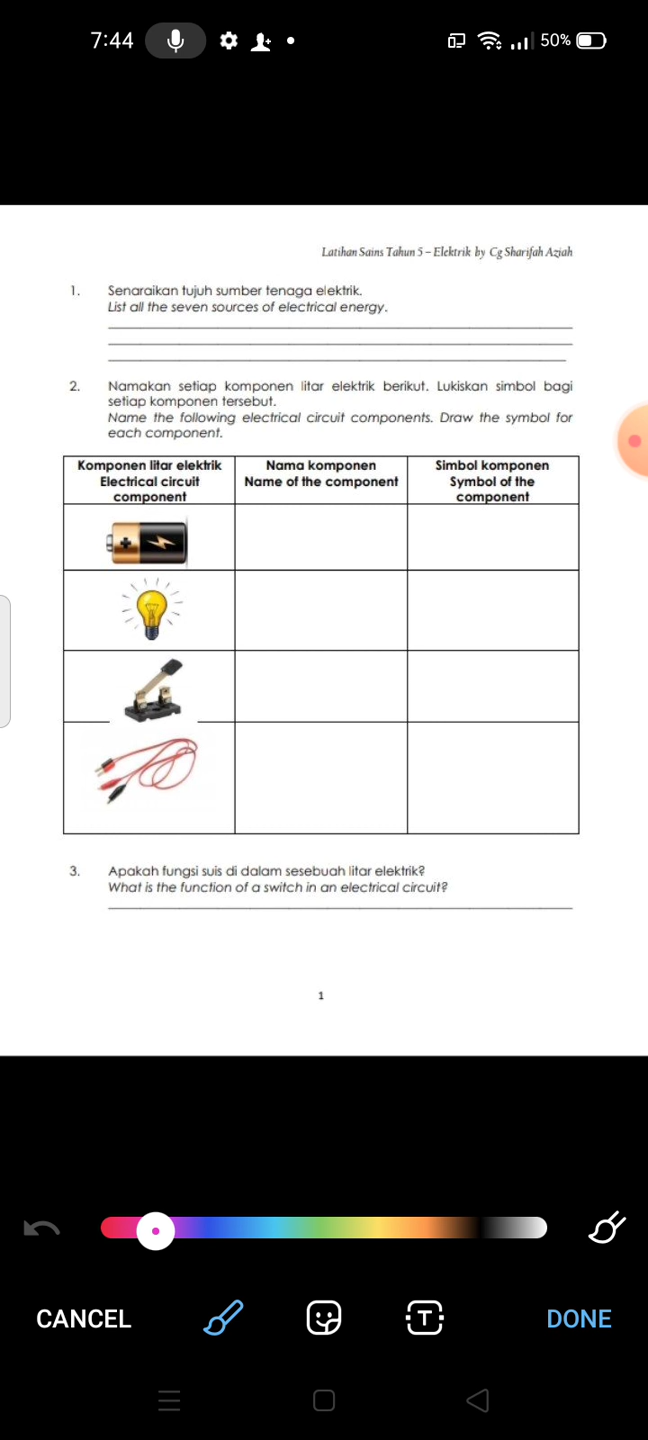 7:44
50%
Latihan Sains Tahun 5 – Elektrik by Cg Sharifah Aziah
1. Senaraikan tujuh sumber tenaga elektrik.
List all the seven sources of electrical energy.
2. Namakan setiap komponen litar elektrik berikut. Lukiskan simbol bagi
setiap komponen tersebut.
Name the following electrical circuit components. Draw the symbol for
each component.
Komponen litar elektrik
Electrical circuit
component
Nama komponen
Name of the component
Simbol komponen
Symbol of the
component
3. Apakah fungsi suis di dalam sesebuah litar elektrik?
What is the function of a switch in an electrical circuit?
1
CANCEL
T
DONE